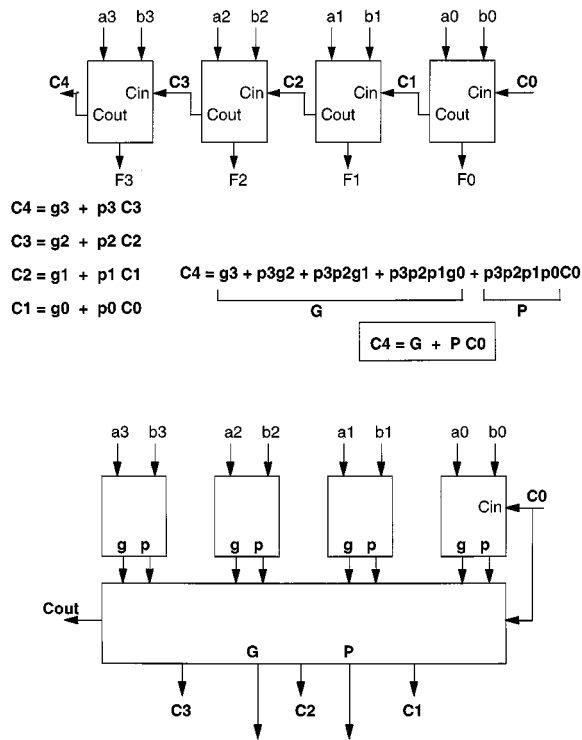 a3 b3 a2 b2 a1 b1 a0 b0
C4 C3 C2 C1 C0
Cin Cin Cin Cin
Cout Cout Cout Cout
F3 F2 F1 F0
C4 = g3 + p3 C3
C3 = g2 + p2 C2
C2 = g1 + p1 C1
C1 = g0 + p0 C0
C4 = g3 + p3g2 + p3p2g1 + p3p2p1g0 + p3p2p1p0C0
G P
C4 = G + P C0
a3 b3 a2 b2 a1 b1 a0 b0
C0
Cin
g p g p g p g p
Cout
G P
C3 C2 C1